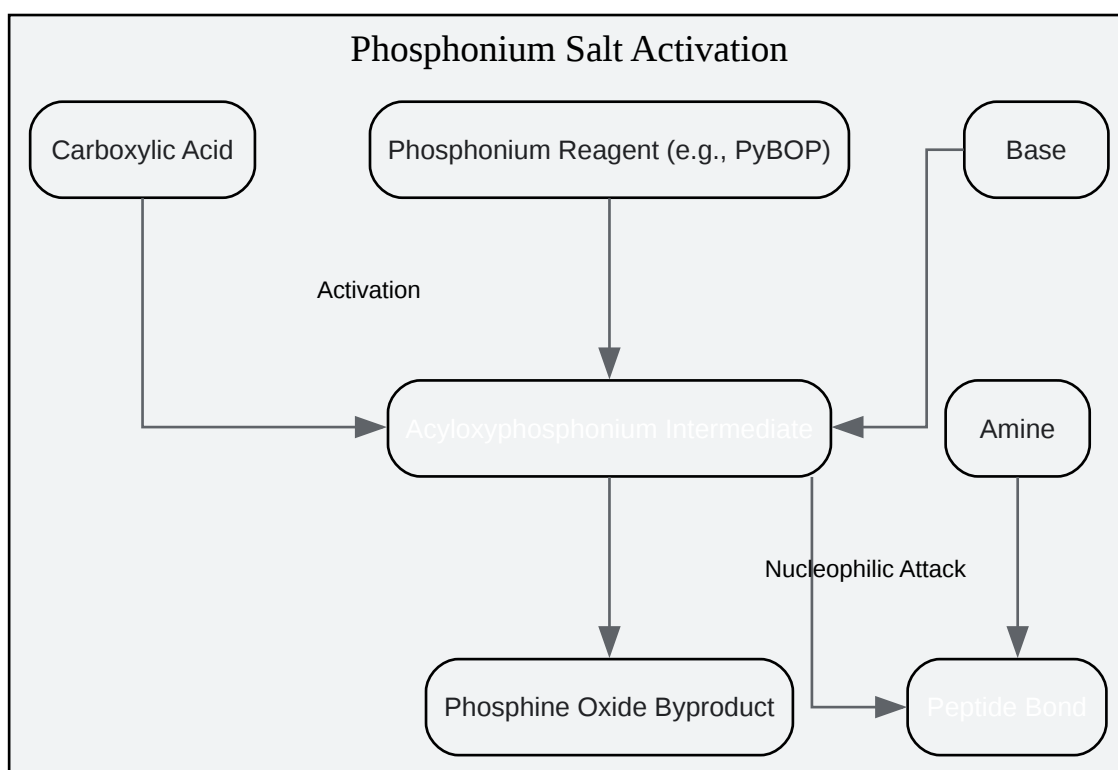 Phosphonium Salt Activation
Carboxylic Acid
Phosphonium Reagent (e.g., PyBOP)
Base
Activation
Acyloxyphosphonium Intermediate
Amine
Nucleophilic Attack
Phosphine Oxide Byproduct
Peptide Bond